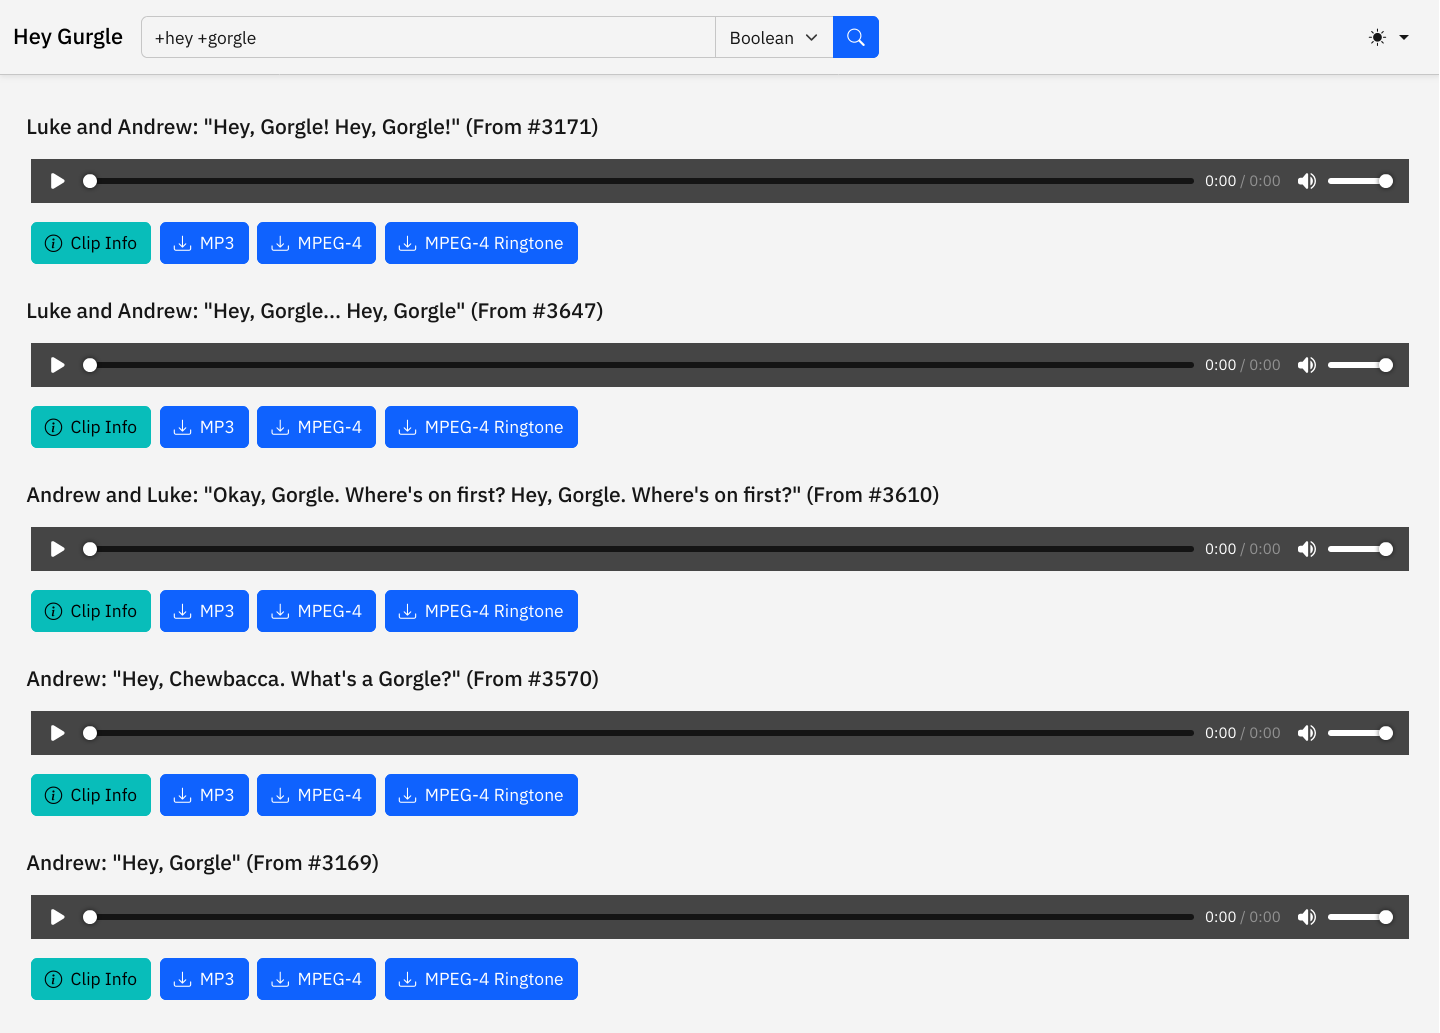 Hey Gurgle
+hey +gorgle
Boolean
Luke and Andrew: "Hey, Gorgle! Hey, Gorgle!" (From #3171)
0:00 / 0:00
Clip Info MP3 MPEG-4 MPEG-4 Ringtone
Luke and Andrew: "Hey, Gorgle... Hey, Gorgle" (From #3647)
0:00 / 0:00
Clip Info MP3 MPEG-4 MPEG-4 Ringtone
Andrew and Luke: "Okay, Gorgle. Where's on first? Hey, Gorgle. Where's on first?" (From #3610)
0:00 / 0:00
Clip Info MP3 MPEG-4 MPEG-4 Ringtone
Andrew: "Hey, Chewbacca. What's a Gorgle?" (From #3570)
0:00 / 0:00
Clip Info MP3 MPEG-4 MPEG-4 Ringtone
Andrew: "Hey, Gorgle" (From #3169)
0:00 / 0:00
Clip Info MP3 MPEG-4 MPEG-4 Ringtone